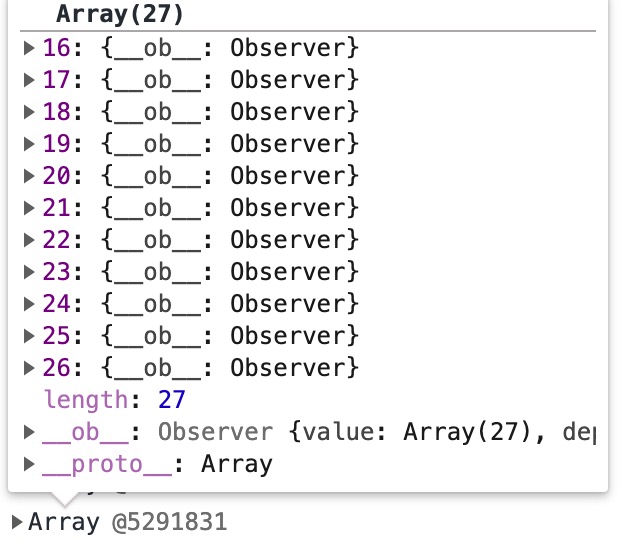 Array(27)
16: {__ob__: Observer}
17: {__ob__: Observer}
18: {__ob__: Observer}
19: {__ob__: Observer}
20: {__ob__: Observer}
21: {__ob__: Observer}
22: {__ob__: Observer}
23: {__ob__: Observer}
24: {__ob__: Observer}
25: {__ob__: Observer}
26: {__ob__: Observer}
length: 27
__ob__: Observer {value: Array(27), dep
__proto__: Array
Array @5291831